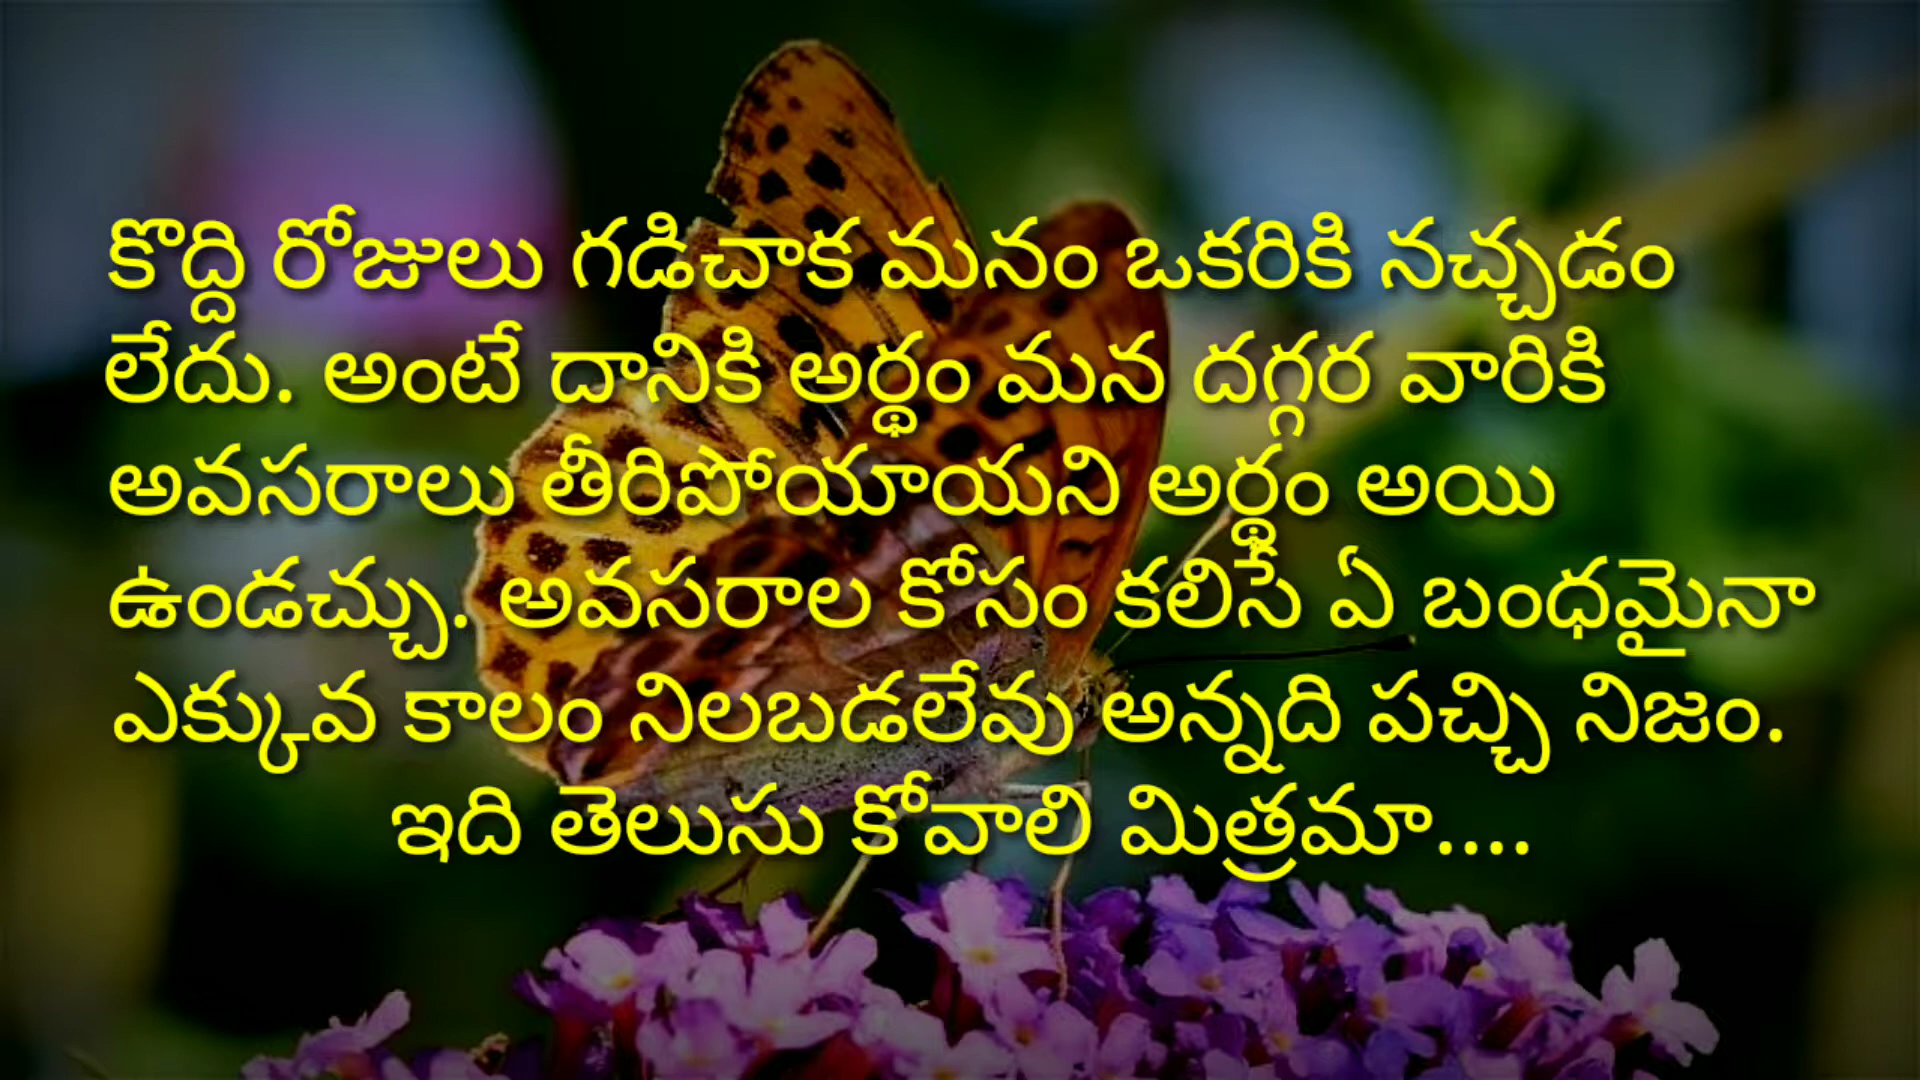 కొద్ది రోజులు గడిచాక మనం ఒకరికి నచ్చడం
లేదు. అంటే దానికి అర్థం మన దగ్గర వారికి
అవసరాలు తీరిపోయాయని అర్థం అయి
ఉండచ్చు. అవసరాల కోసం కలిసే ఏ బంధమైనా
ఎక్కువ కాలం నిలబడలేవు అన్నది పచ్చి నిజం.
ఇది తెలుసు కోవాలి మిత్రమా....